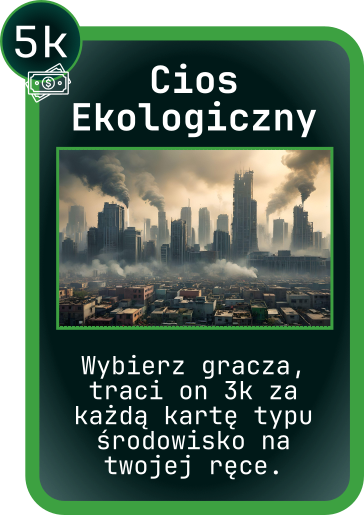 5k
Cios
Ekologiczny
Wybierz gracza,
traci on 3k za
każdą kartę typu
środowisko na
twojej ręce.